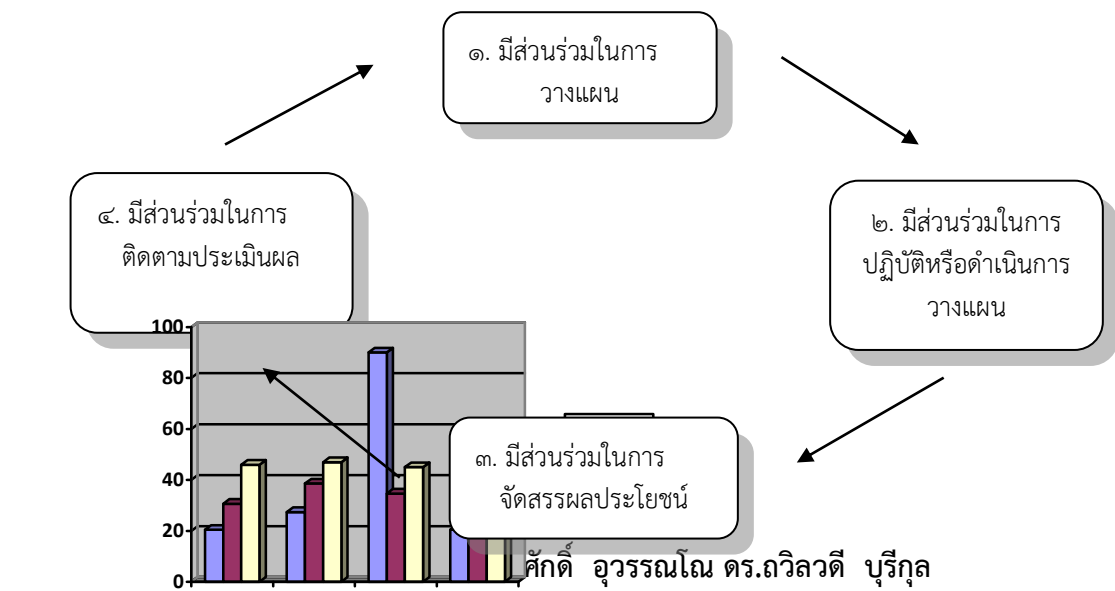 ๑. มีส่วนร่วมในการ
วางแผน
๔. มีส่วนร่วมในการ
ติดตามประเมินผล
๒. มีส่วนร่วมในการ
ปฏิบัติหรือดำเนินการ
วางแผน
๓. มีส่วนร่วมในการ
จัดสรรผลประโยชน์
100
80
60
40
20
0
ศักดิ์ อุวรรณโณ ดร.ถวิลวดี บุรีกุล